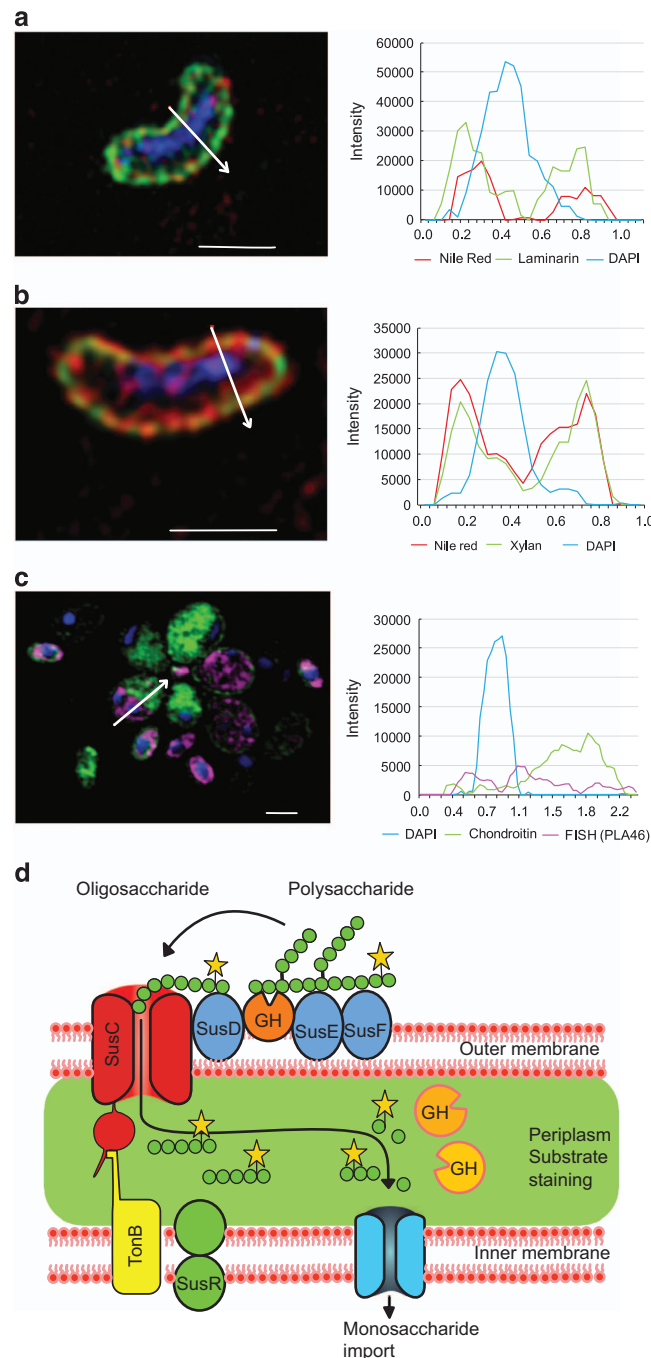 a
60000
50000
40000
30000
20000
10000
0
Intensity
0.0 0.2 0.4 0.6 0.8 1.0
Nile Red Laminarin DAPI
b
35000
30000
25000
20000
15000
10000
5000
0
Intensity
0.0 0.2 0.4 0.6 0.8 1.0
Nile red Xylan DAPI
c
30000
25000
20000
15000
10000
5000
0
Intensity
0.0 0.4 0.7 1.1 1.5 1.8 2.2
DAPI Chondroitin FISH (PLA46)
d
Oligosaccharide Polysaccharide
SusC
SusD
GH
SusE
SusF
Outer membrane
GH
GH
Periplasm
Substrate
staining
TonB
SusR
Inner membrane
Monosaccharide
import